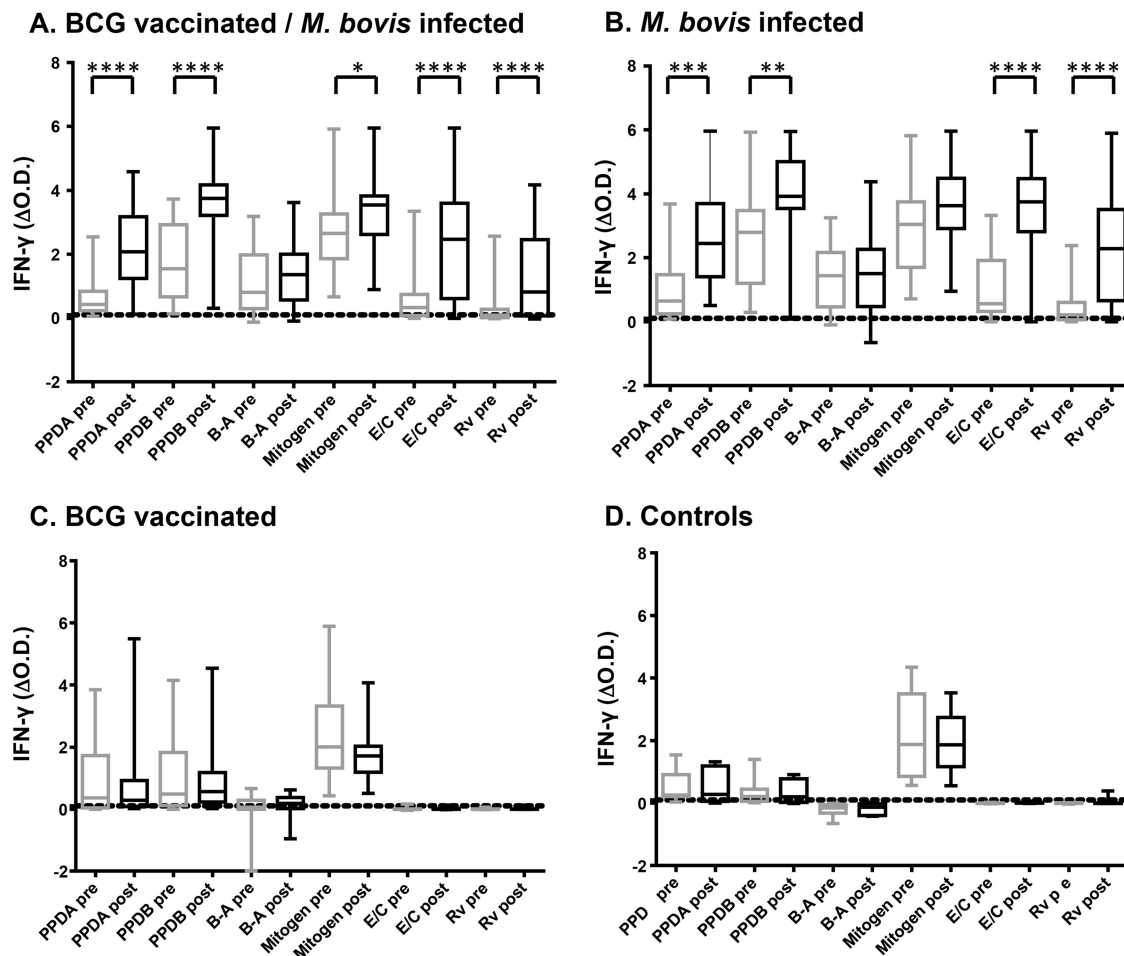 A. BCG vaccinated / M. bovis infected
IFN-γ (ΔO.D.)
8
6
4
2
0
-2
**** **** * **** ****
PPDA pre
PPDA post
PPDB pre
PPDB post
B-A pre
B-A post
Mitogen pre
Mitogen post
E/C pre
E/C post
Rv pre
Rv post
B. M. bovis infected
IFN-γ (ΔO.D.)
8
6
4
2
0
-2
*** ** **** ****
PPDA pre
PPDA post
PPDB pre
PPDB post
B-A pre
B-A post
Mitogen pre
Mitogen post
E/C pre
E/C post
Rv pre
Rv post
C. BCG vaccinated
IFN-γ (ΔO.D.)
8
6
4
2
0
-2
PPDA pre
PPDA post
PPDB pre
PPDB post
B-A pre
B-A post
Mitogen pre
Mitogen post
E/C pre
E/C post
Rv pre
Rv post
D. Controls
IFN-γ (ΔO.D.)
8
6
4
2
0
-2
PPD pre
PPDA post
PPDB pre
PPDB post
B-A pre
B-A post
Mitogen pre
Mitogen post
E/C pre
E/C post
Rv p e
Rv post